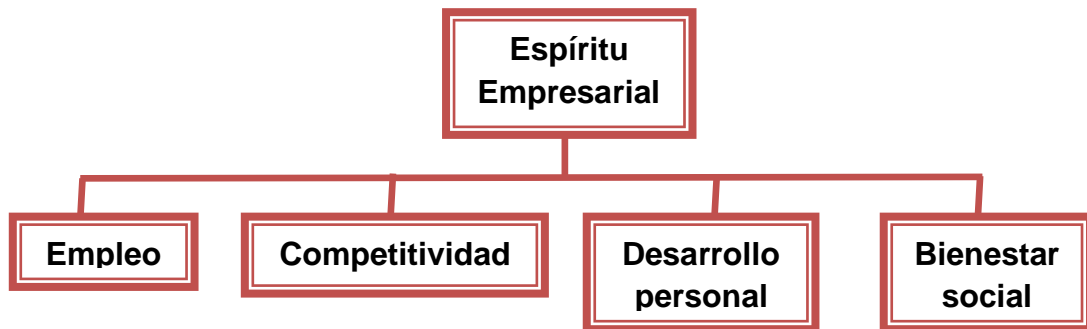 Espíritu
Empresarial
Empleo
Competitividad
Desarrollo
personal
Bienestar
social